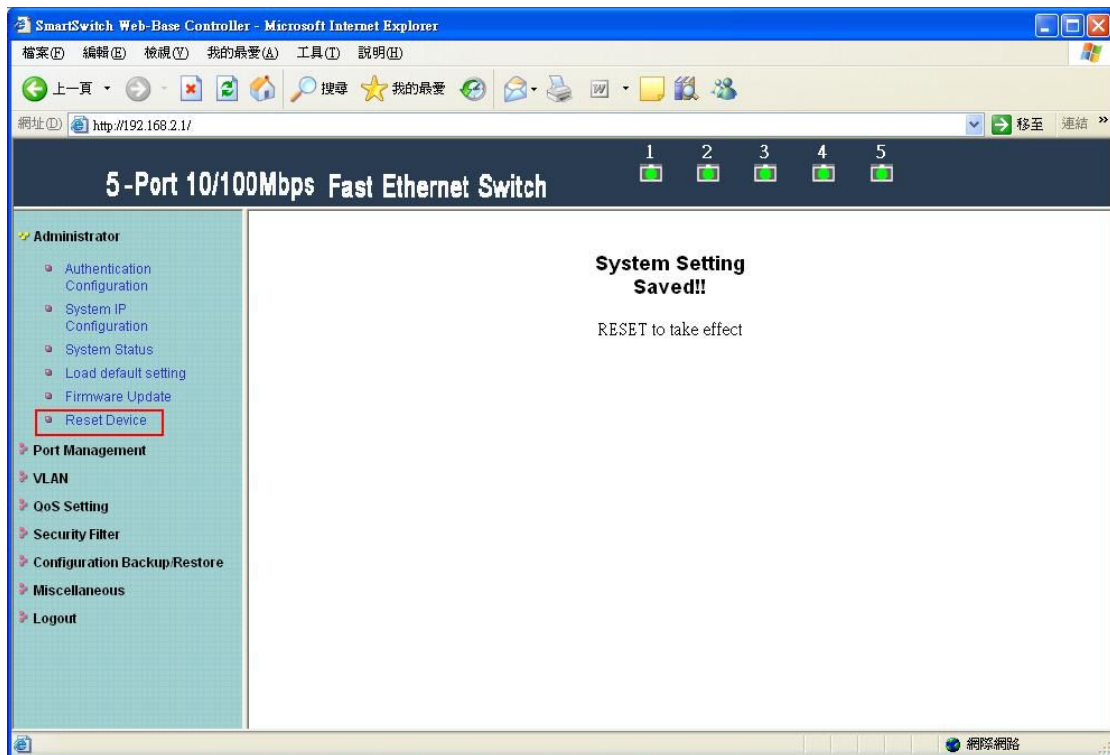 SmartSwitch Web-Base Controller - Microsoft Internet Explorer
檔案(F) 編輯(E) 檢視(V) 我的最愛(A) 工具(T) 說明(H)
上一頁 搜尋 我的最愛
網址(D) http://192.168.2.1/ 移至 連結 »
1 2 3 4 5
5-Port 10/100Mbps Fast Ethernet Switch
Administrator
Authentication
Configuration
System IP
Configuration
System Status
Load default setting
Firmware Update
Reset Device
Port Management
VLAN
QoS Setting
Security Filter
Configuration Backup/Restore
Miscellaneous
Logout
System Setting
Saved!!
RESET to take effect
網際網路